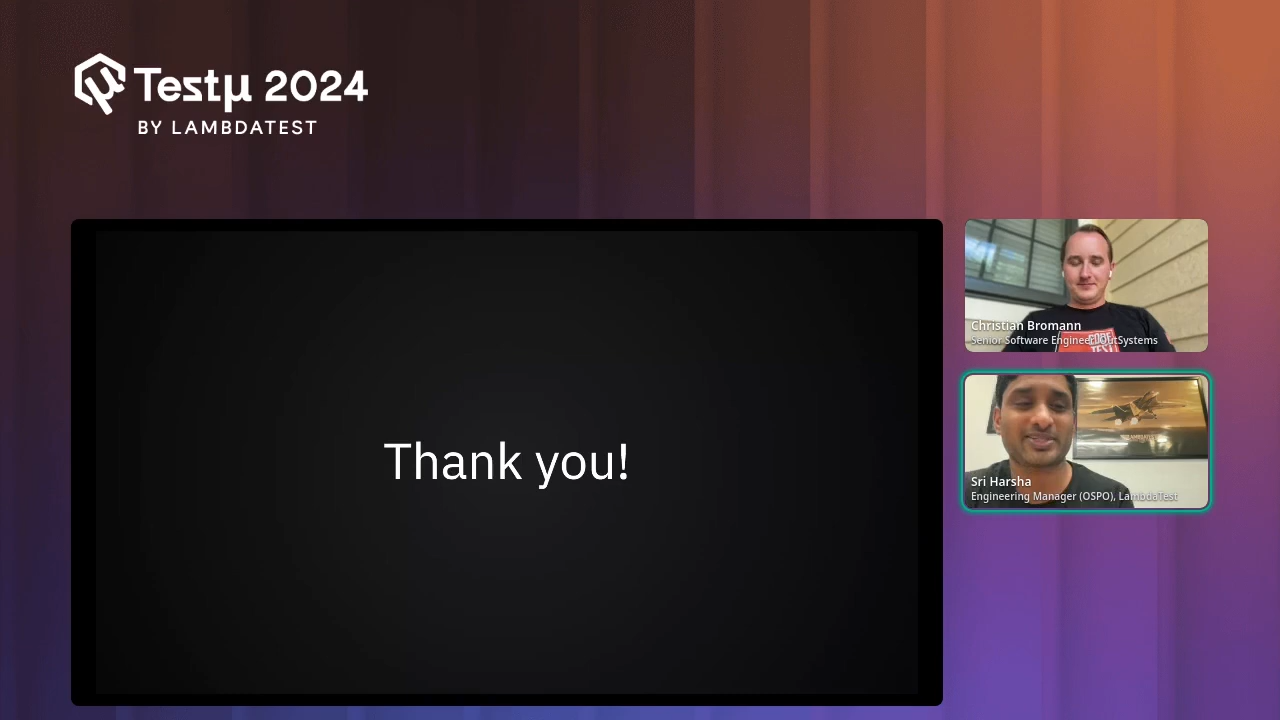 Testμ 2024
BY LAMBDATEST
Thank you!
Christian Bromann
Senior Software Engineer, OutSystems
Sri Harsha
Engineering Manager (OSPO), LambdaTest